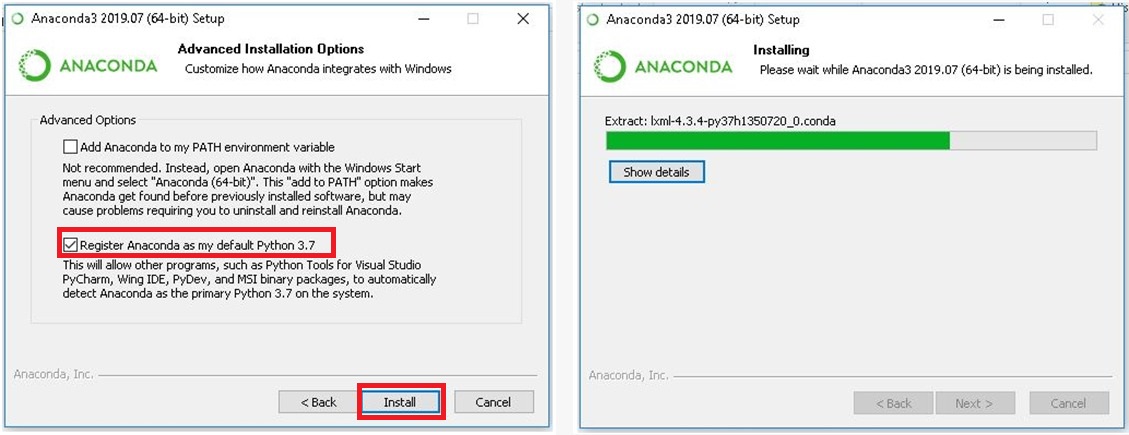 Anaconda3 2019.07 (64-bit) Setup
Advanced Installation Options
Customize how Anaconda integrates with Windows
ANACONDA
Advanced Options
Add Anaconda to my PATH environment variable
Not recommended. Instead, open Anaconda with the Windows Start
menu and select "Anaconda (64-bit)". This "add to PATH" option makes
Anaconda get found before previously installed software, but may
cause problems requiring you to uninstall and reinstall Anaconda.
Register Anaconda as my default Python 3.7
This will allow other programs, such as Python Tools for Visual Studio
PyCharm, Wing IDE, PyDev, and MSI binary packages, to automatically
detect Anaconda as the primary Python 3.7 on the system.
Anaconda, Inc.
< Back
Install
Cancel
Anaconda3 2019.07 (64-bit) Setup
Installing
Please wait while Anaconda3 2019.07 (64-bit) is being installed.
ANACONDA
Extract: lxml-4.3.4-py37h1350720_0.conda
Show details
Anaconda, Inc.
< Back
Next >
Cancel